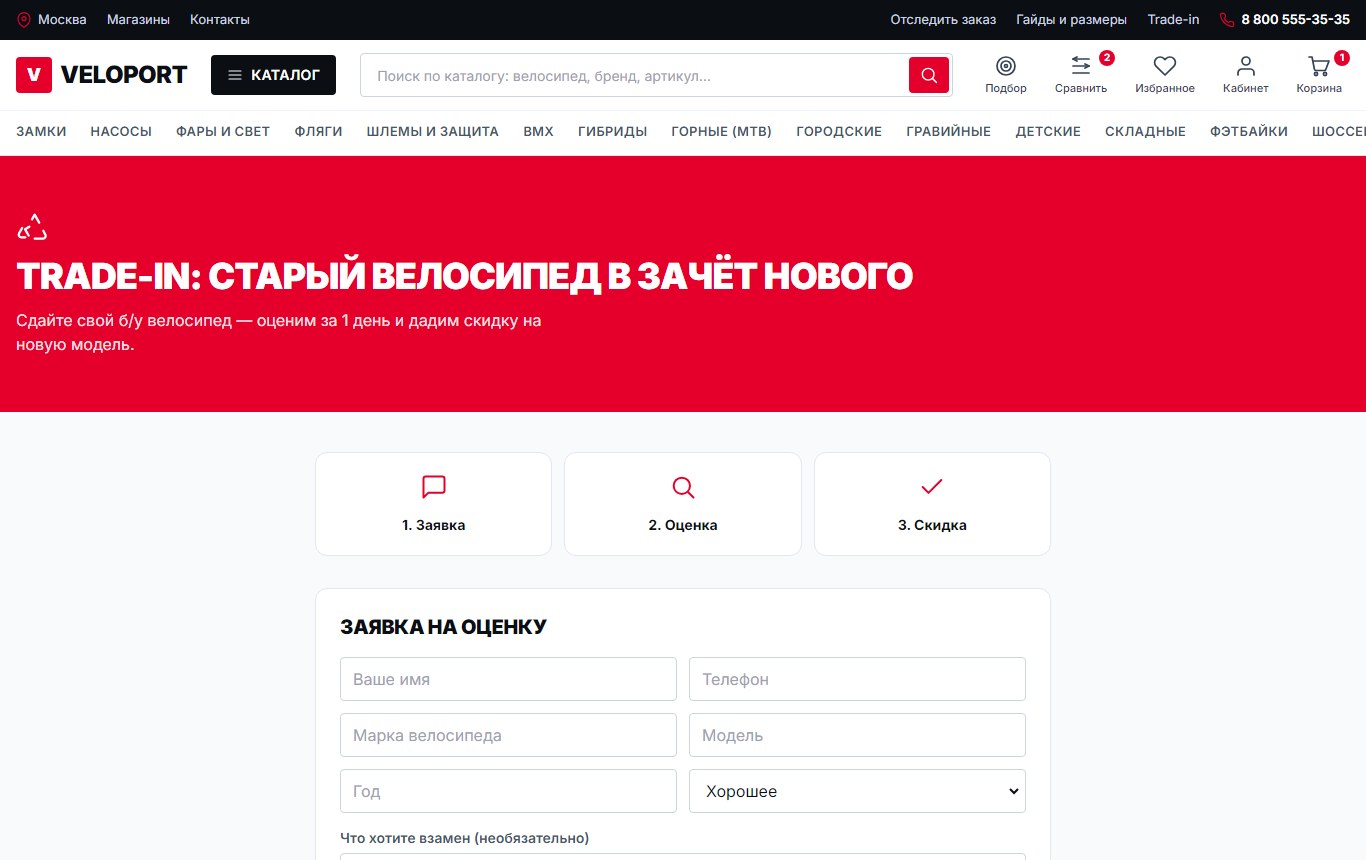 Москва Магазины Контакты Отследить заказ Гайды и размеры Trade-in 8 800 555-35-35
V VELOPORT КАТАЛОГ Поиск по каталогу: велосипед, бренд, артикул... Подбор Сравнить 2 Избранное Кабинет Корзина 1
ЗАМКИ НАСОСЫ ФАРЫ И СВЕТ ФЛЯГИ ШЛЕМЫ И ЗАЩИТА BMX ГИБРИДЫ ГОРНЫЕ (MTB) ГОРОДСКИЕ ГРАВИЙНЫЕ ДЕТСКИЕ СКЛАДНЫЕ ФЭТБАЙКИ
TRADE-IN: СТАРЫЙ ВЕЛОСИПЕД В ЗАЧЁТ НОВОГО
Сдайте свой б/у велосипед — оценим за 1 день и дадим скидку на
новую модель.
1. Заявка 2. Оценка 3. Скидка
ЗАЯВКА НА ОЦЕНКУ
Ваше имя Телефон
Марка велосипеда Модель
Год Хорошее
Что хотите взамен (необязательно)